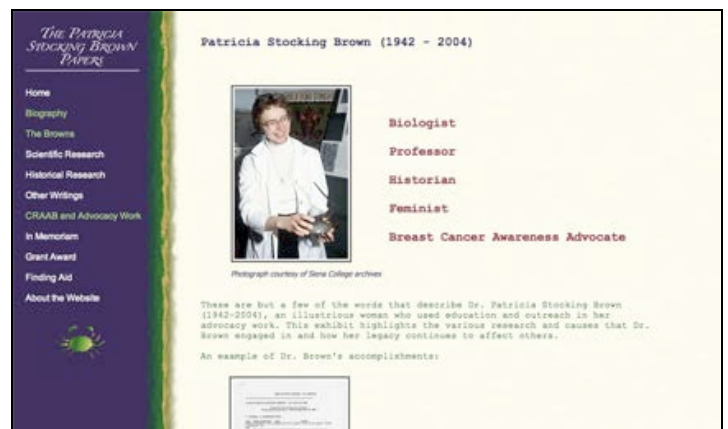 THE PATRICIA
STOCKING BROWN
PAPERS
Home
Biography
The Browns
Scientific Research
Historical Research
Other Writings
CRAAB and Advocacy Work
In Memoriam
Grant Award
Finding Aid
About the Website
Patricia Stocking Brown (1942 - 2004)
Biologist
Professor
Historian
Feminist
Breast Cancer Awareness Advocate
Photograph courtesy of Siena College archives
These are but a few of the words that describe Dr. Patricia Stocking Brown
(1942-2004), an illustrious woman who used education and outreach in her
advocacy work. This exhibit highlights the various research and causes that Dr.
Brown engaged in and how her legacy continues to affect others.
An example of Dr. Brown's accomplishments: